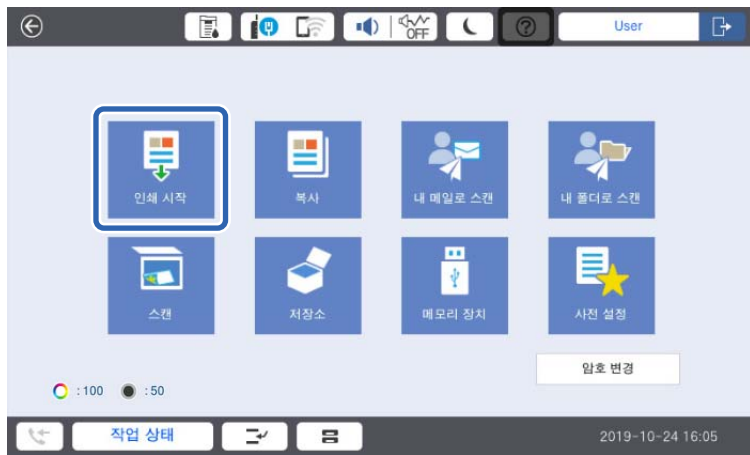 OFF
User
인쇄 시작
복사
내 메일로 스캔
내 폴더로 스캔
스캔
저장소
메모리 장치
사전 설정
암호 변경
:100
:50
작업 상태
2019-10-24 16:05